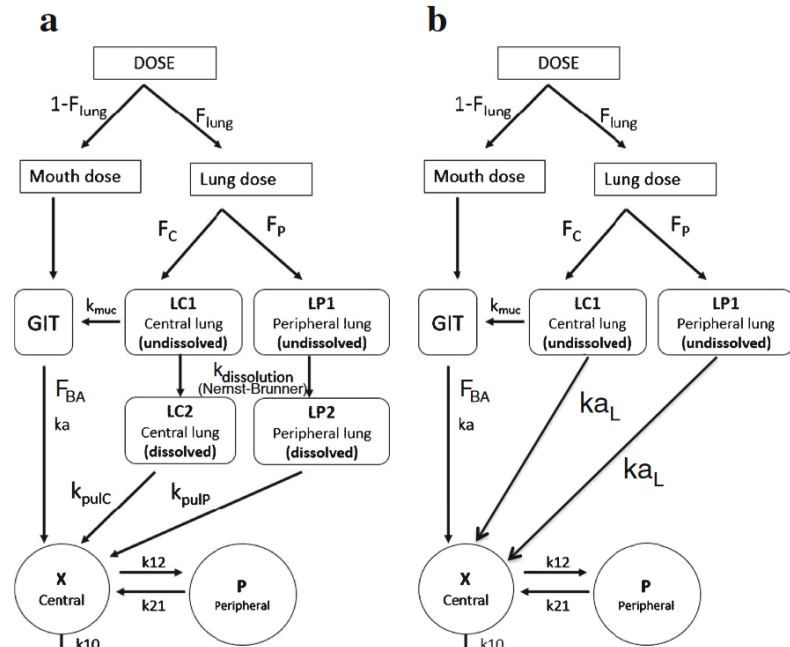 a
DOSE
1-Flung
Flung
Mouth dose
Lung dose
FC
FP
GIT
kmuc
LC1
Central lung
(undissolved)
LP1
Peripheral lung
(undissolved)
kdissolution
(Nernst-Brunner)
FBA
ka
LC2
Central lung
(dissolved)
LP2
Peripheral lung
(dissolved)
kpulC
kpulP
X
Central
k12
k21
P
Peripheral
k10
b
DOSE
1-Flung
Flung
Mouth dose
Lung dose
FC
FP
GIT
kmuc
LC1
Central lung
(undissolved)
LP1
Peripheral lung
(undissolved)
FBA
ka
kaL
kaL
X
Central
k12
k21
P
Peripheral
k10